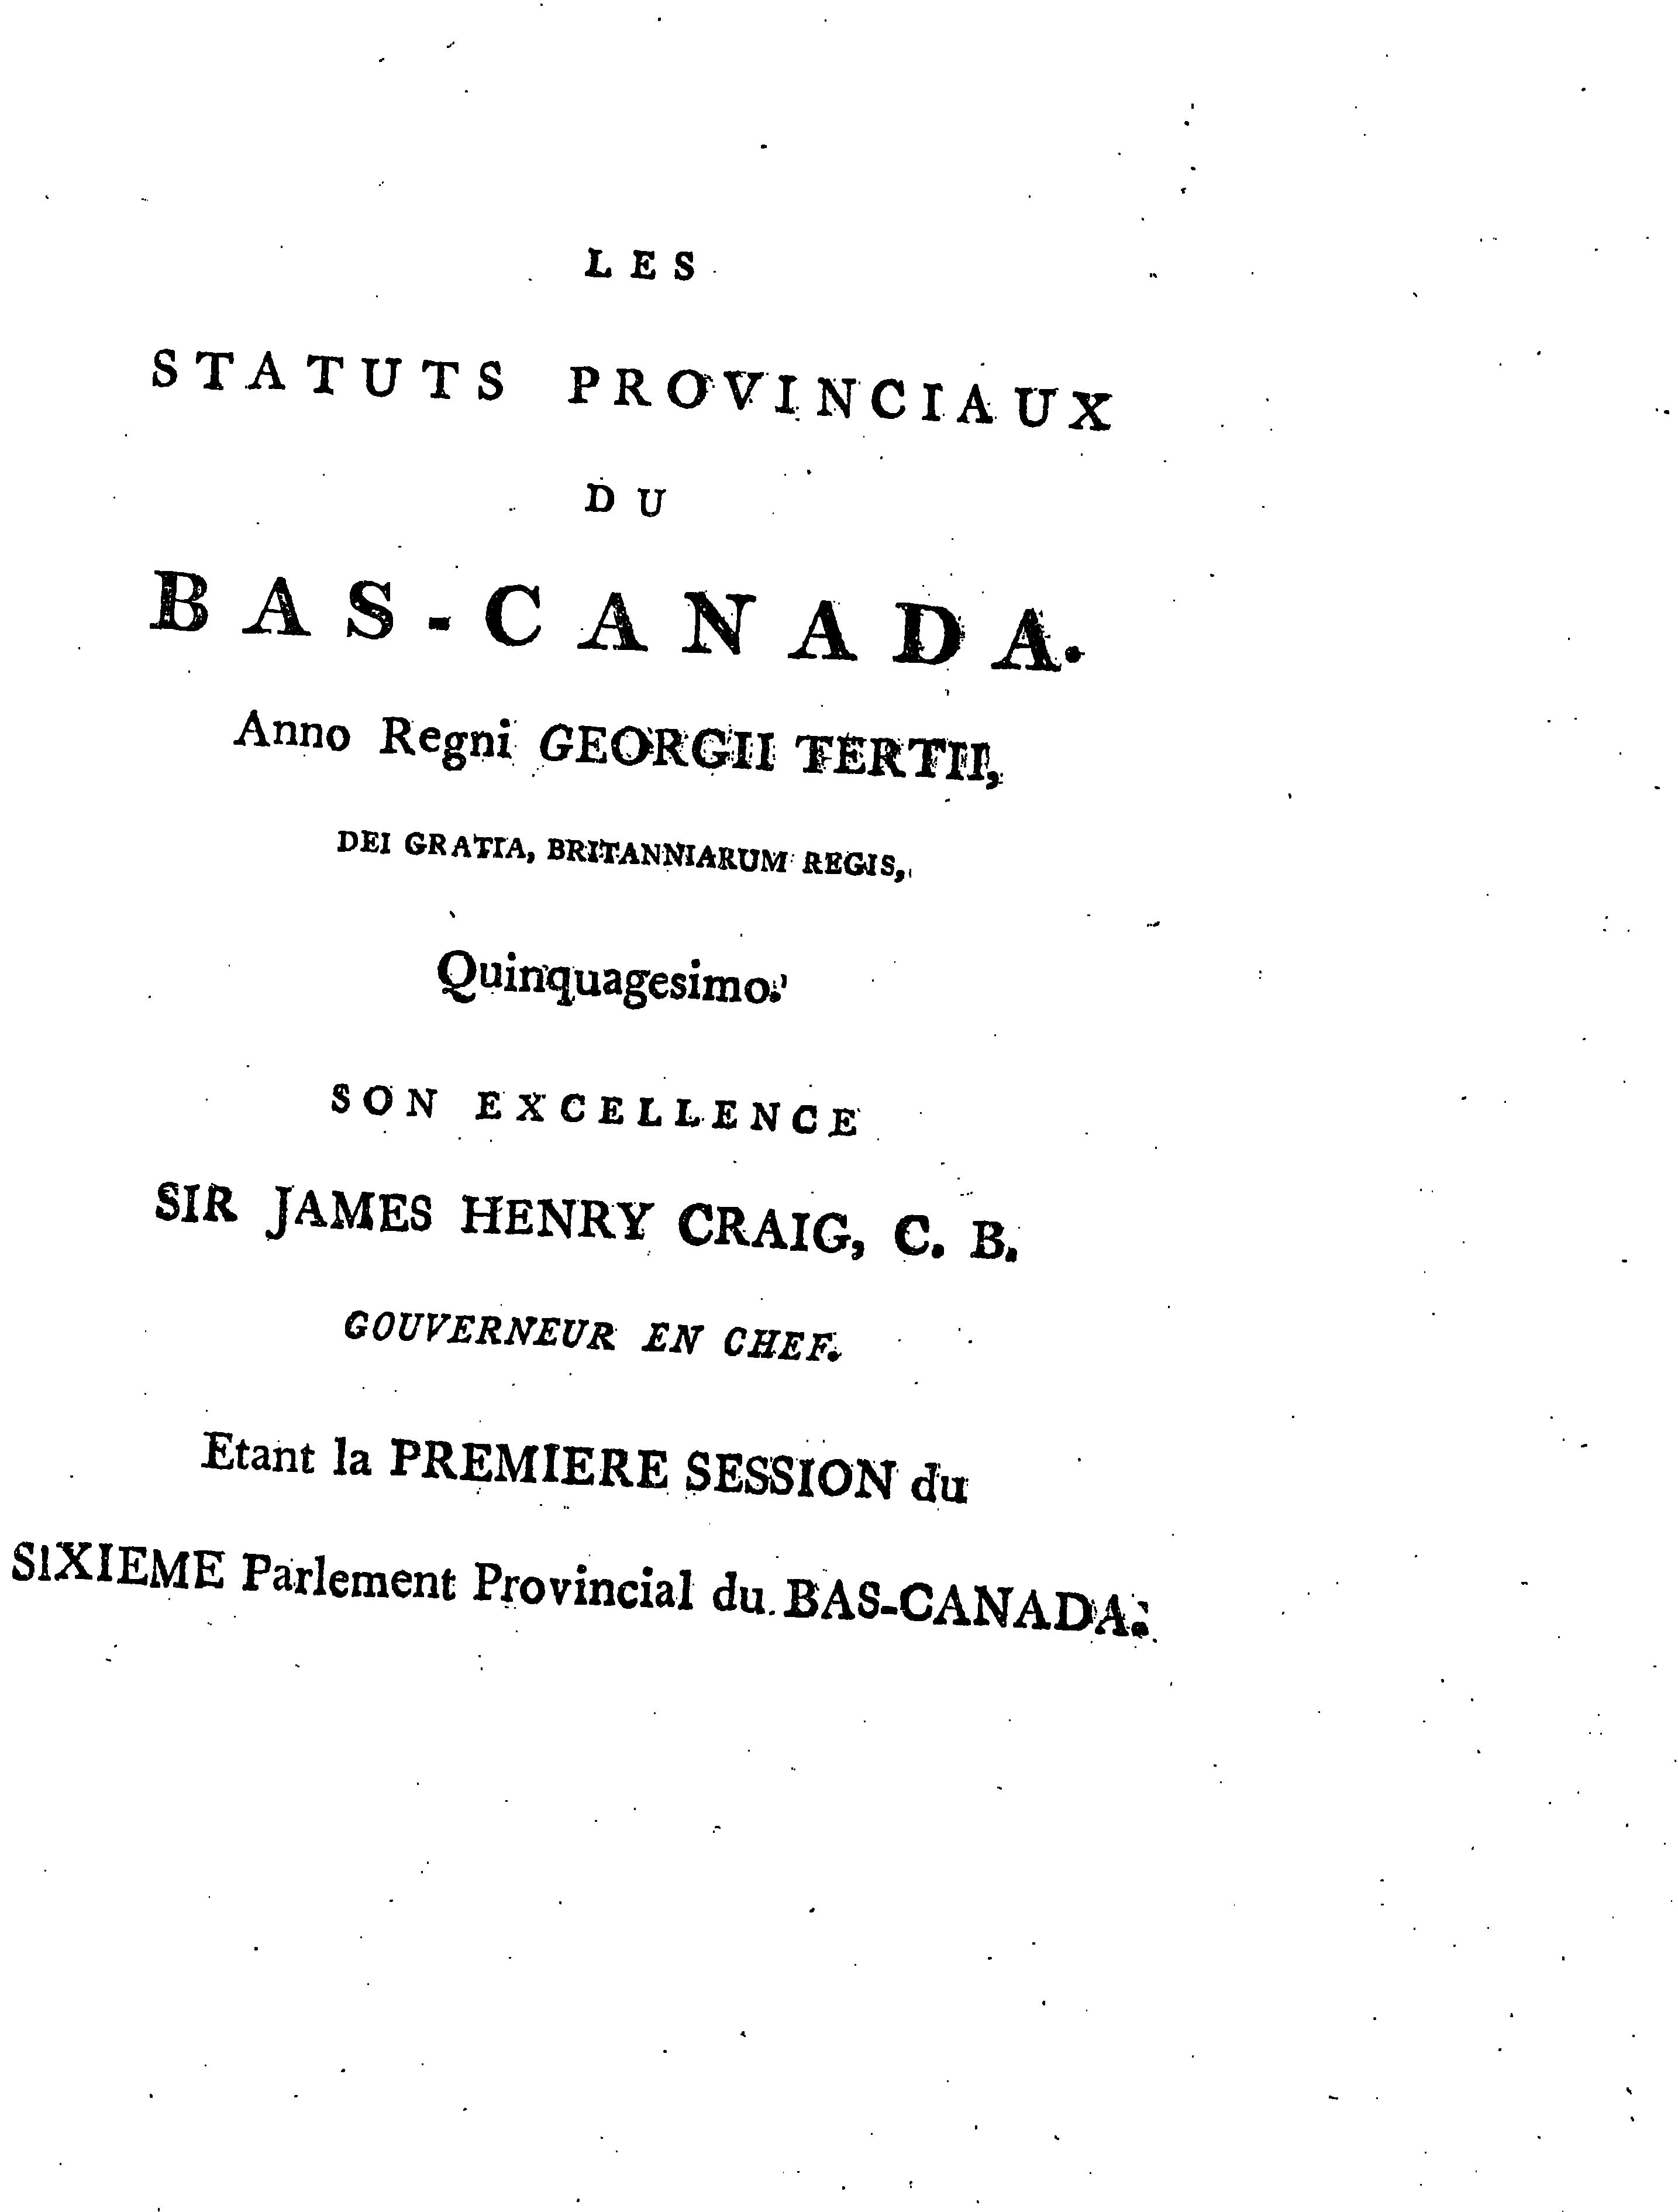 LES
STATUTS PROVINCIAUX
DU
BAS-CANADA.
Anno Regni GEORGII TERTII,
DEI GRATIA, BRITANNIARUM REGIS,
Quinquagesimo.
SON EXCELLENCE
SIR JAMES HENRY CRAIG, C. B.
GOUVERNEUR EN CHEF.
Etant la PREMIERE SESSION du
SIXIEME Parlement Provincial du BAS-CANADA.